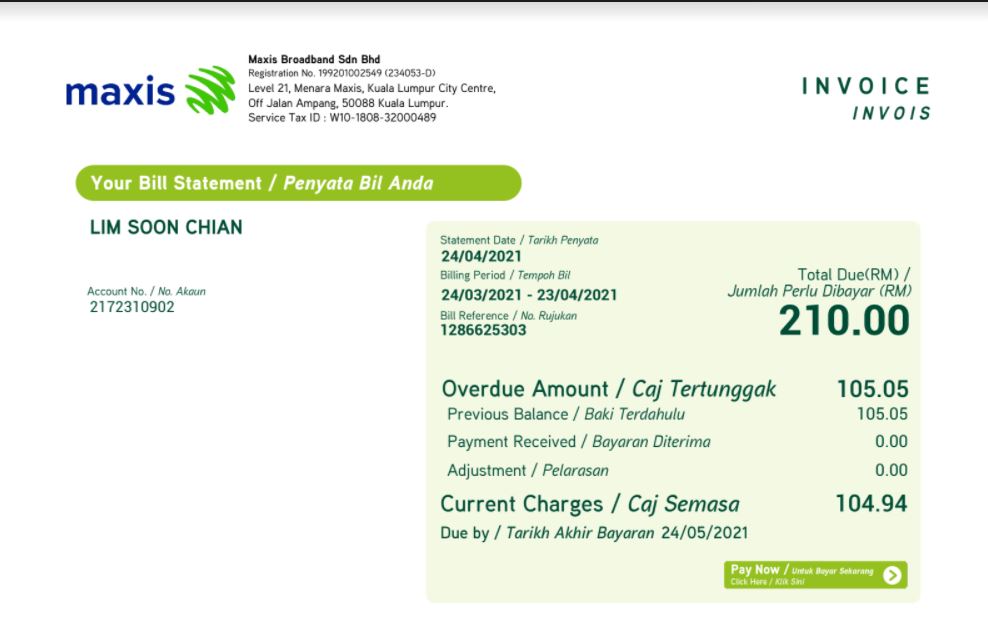 maxis
Maxis Broadband Sdn Bhd
Registration No. 199201002549 (234053-D)
Level 21, Menara Maxis, Kuala Lumpur City Centre,
Off Jalan Ampang, 50088 Kuala Lumpur.
Service Tax ID : W10-1808-32000489
INVOICE
INVOIS
Your Bill Statement / Penyata Bil Anda
LIM SOON CHIAN
Account No. / No. Akaun
2172310902
Statement Date / Tarikh Penyata
24/04/2021
Billing Period / Tempoh Bil
24/03/2021 - 23/04/2021
Bill Reference / No. Rujukan
1286625303
Total Due(RM) /
Jumlah Perlu Dibayar (RM)
210.00
Overdue Amount / Caj Tertunggak 105.05
Previous Balance / Baki Terdahulu 105.05
Payment Received / Bayaran Diterima 0.00
Adjustment / Pelarasan 0.00
Current Charges / Caj Semasa 104.94
Due by / Tarikh Akhir Bayaran 24/05/2021
Pay Now / Untuk Bayar Sekarang
Click Here / Klik Sini